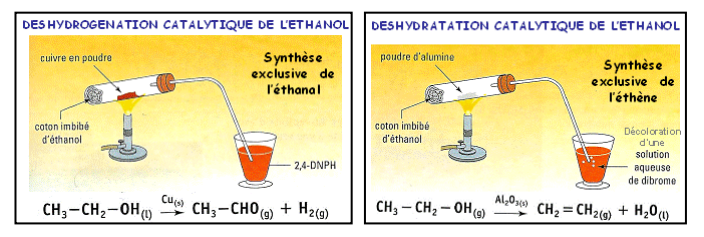 DESHYDROGENATION CATALYTIQUE DE L'ETHANOL
cuivre en poudre
Synthèse
exclusive de
l'éthanal
coton imbibé
d'éthanol
2,4-DNPH
CH₃−CH₂−OH(l) Cu(s)→ CH₃−CHO(g) + H₂(g)
DESHYDRATATION CATALYTIQUE DE L'ETHANOL
poudre d'alumine
Synthèse
exclusive de
l'éthène
coton imbibé
d'éthanol
Décoloration
d'une
solution
aqueuse
de dibrome
CH₃−CH₂−OH(g) Al₂O₃(s)→ CH₂=CH₂(g) + H₂O(l)